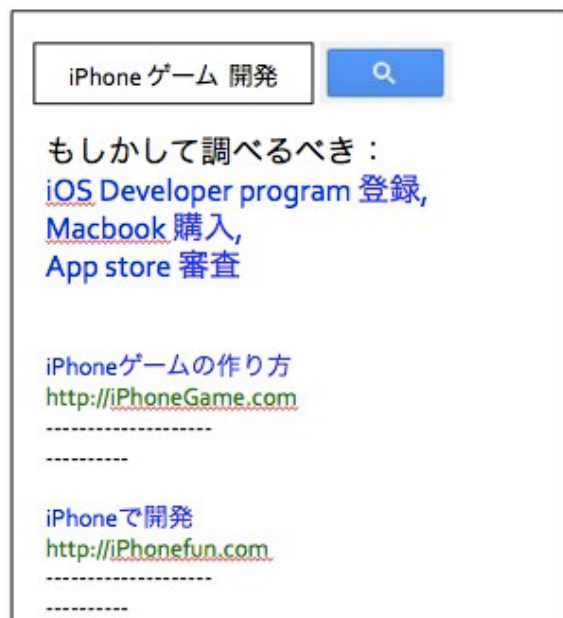 iPhone ゲーム 開発
もしかして調べるべき：
iOS Developer program 登録,
Macbook 購入,
App store 審査
iPhoneゲームの作り方
http://iPhoneGame.com
--------------------
----------
iPhoneで開発
http://iPhonefun.com
--------------------
----------